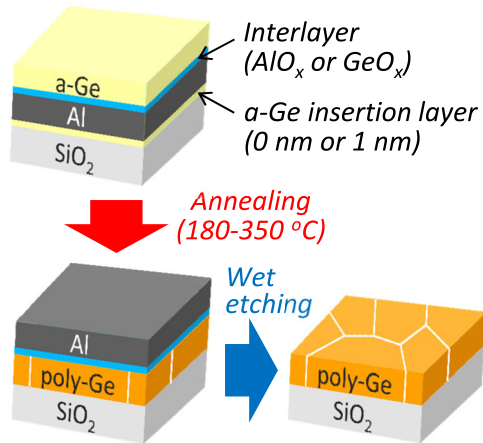 Interlayer
(AlOₓ or GeOₓ)
a-Ge
Al
SiO₂
a-Ge insertion layer
(0 nm or 1 nm)
Annealing
(180-350 ºC)
Wet
etching
Al
poly-Ge
SiO₂
poly-Ge
SiO₂